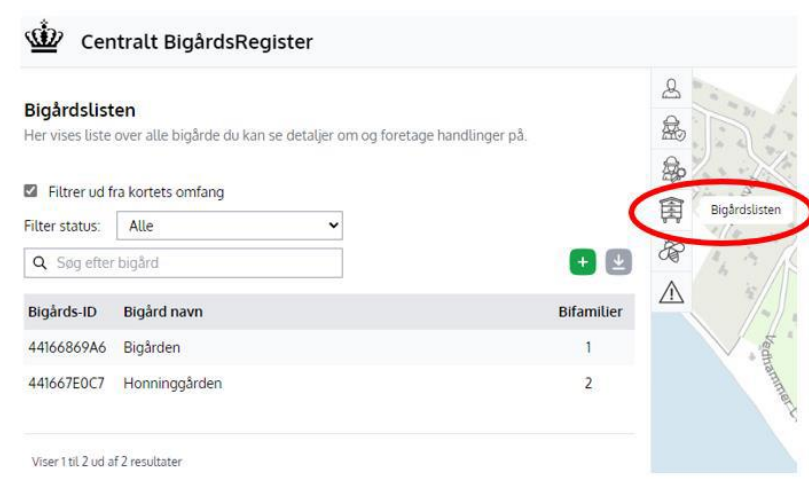 Centralt BigårdsRegister
Bigårdslisten
Her vises liste over alle bigårde du kan se detaljer om og foretage handlinger på.
Filtrer ud fra kortets omfang
Filter status: Alle
Søg efter bigård
Bigårds-ID Bigård navn Bifamilier
44166869A6 Bigården 1
441667E0C7 Honninggården 2
Viser 1 til 2 ud af 2 resultater
Bigårdslisten
Vedhammer